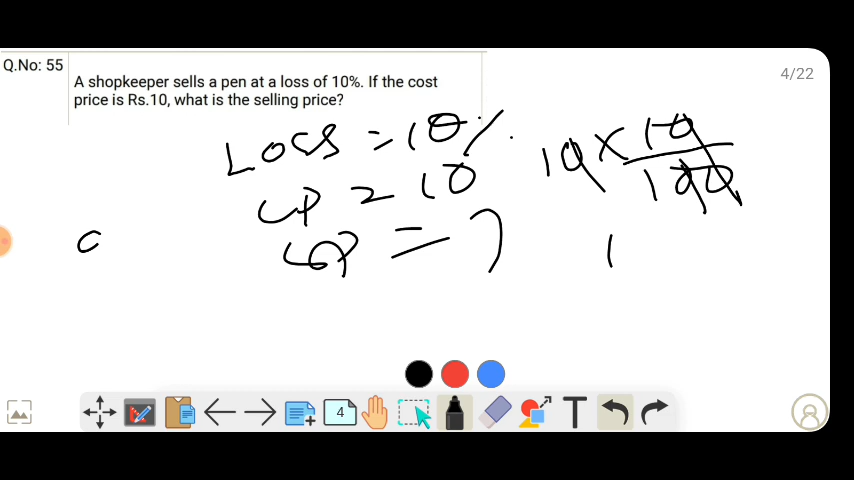 4/22
Q.No: 55
A shopkeeper sells a pen at a loss of 10%. If the cost
price is Rs.10, what is the selling price?
Loss = 10%.
10 × 10/100
CP = 10
SP = ?
1
C
4
T